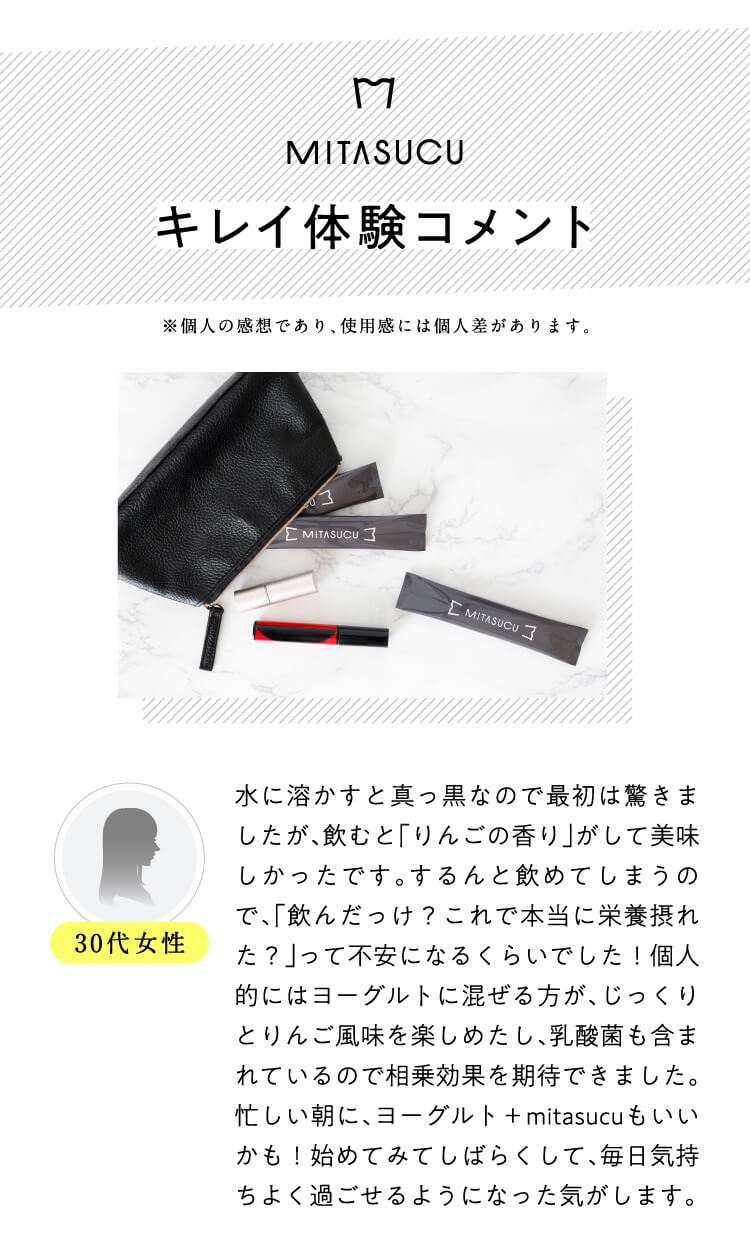 MITASUCU
キレイ体験コメント
※個人の感想であり、使用感には個人差があります。
CU
MITASUCU
MITASUCU
30代女性
水に溶かすと真っ黒なので最初は驚きま
したが、飲むと「りんごの香り」がして美味
しかったです。するんと飲めてしまうの
で、「飲んだっけ？これで本当に栄養摂れ
た？」って不安になるくらいでした！個人
的にはヨーグルトに混ぜる方が、じっくり
とりんご風味を楽しめたし、乳酸菌も含ま
れているので相乗効果を期待できました。
忙しい朝に、ヨーグルト＋mitasucuもいい
かも！始めてみてしばらくして、毎日気持
ちよく過ごせるようになった気がします。